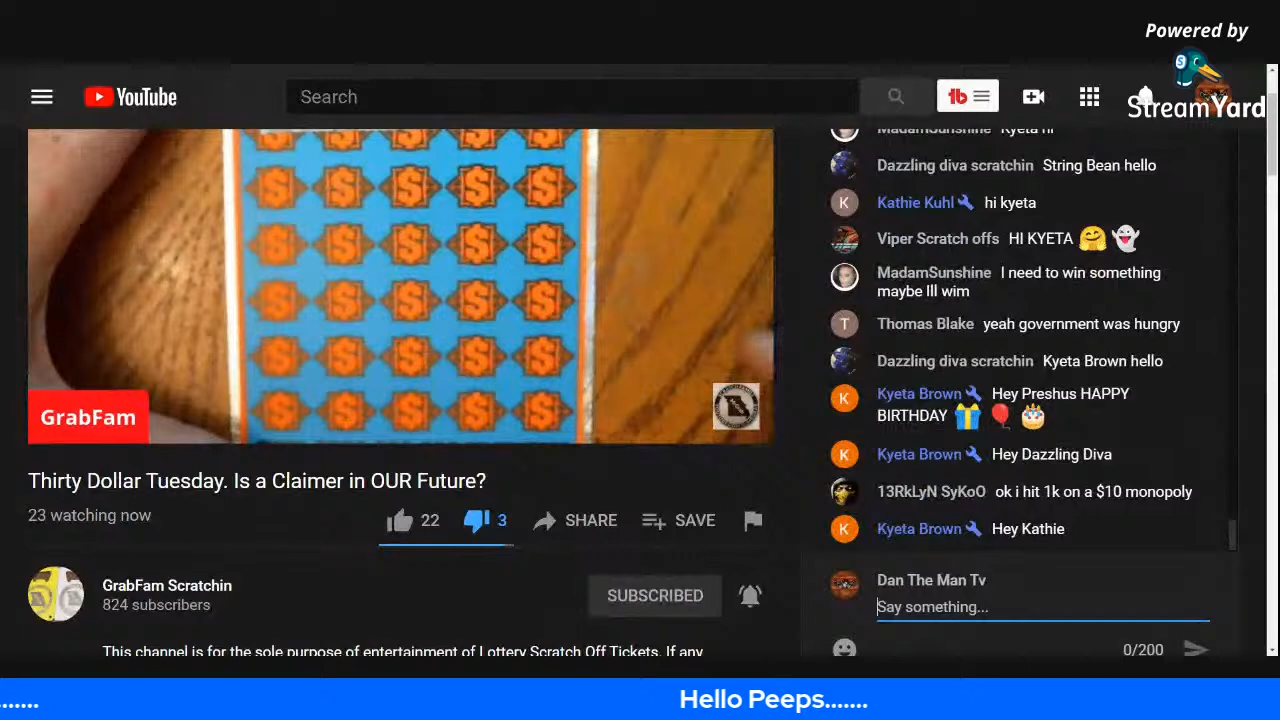 Powered by
StreamYard
YouTube
Search
GrabFam
Thirty Dollar Tuesday. Is a Claimer in OUR Future?
23 watching now
22
3
SHARE
SAVE
GrabFam Scratchin
824 subscribers
SUBSCRIBED
This channel is for the sole purpose of entertainment of Lottery Scratch Off Tickets. If any
MadamSunshine Kyeta hi
Dazzling diva scratchin String Bean hello
K
Kathie Kuhl hi kyeta
Viper Scratch offs HI KYETA 🤗👻
MadamSunshine I need to win something
maybe Ill wim
T
Thomas Blake yeah government was hungry
Dazzling diva scratchin Kyeta Brown hello
K
Kyeta Brown Hey Preshus HAPPY
BIRTHDAY 🎁🎈🎂
K
Kyeta Brown Hey Dazzling Diva
13RkLyN SyKoO ok i hit 1k on a $10 monopoly
K
Kyeta Brown Hey Kathie
Dan The Man Tv
Say something...
0/200
.......
Hello Peeps.......